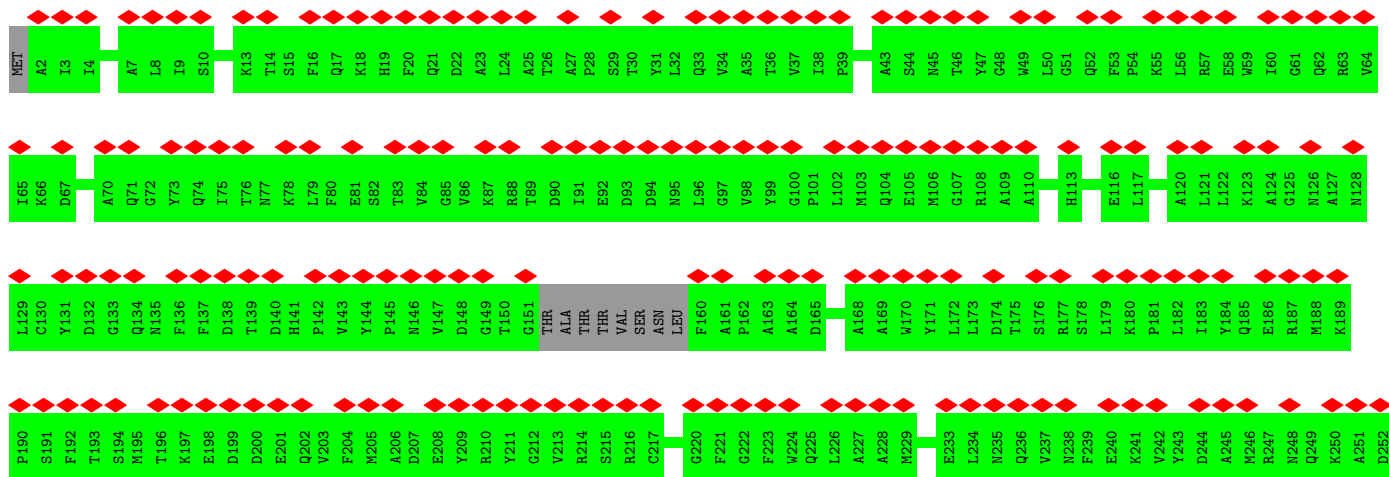 MET A2 I3 I4 A7 L8 I9 S10 K13 T14 S15 F16 Q17 K18 H19 F20 Q21 D22 A23 L24 A25 T26 A27 P28 S29 T30 Y31 L32 Q33 V34 A35 T36 V37 I38 P39 A43 S44 N45 T46 Y47 G48 W49 L50 G51 Q52 F53 P54 K55 L56 R57 E58 W59 I60 G61 Q62 R63 V64
I65 K66 D67 A70 Q71 G72 Y73 Q74 I75 T76 N77 K78 L79 F80 E81 S82 T83 V84 G85 V86 K87 R88 T89 D90 I91 E92 D93 D94 N95 L96 G97 V98 Y99 G100 P101 L102 M103 Q104 E105 M106 G107 R108 A109 A110 H113 E116 L117 A120 L121 L122 K123 A124 G125 N126 A127 N128
L129 C130 Y131 D132 G133 Q134 N135 F136 F137 D138 T139 D140 H141 P142 V143 Y144 P145 N146 V147 D148 G149 T150 G151 THR ALA THR THR VAL SER ASN LEU F160 A161 P162 A163 A164 D165 A168 A169 W170 Y171 L172 L173 D174 T175 S176 R177 S178 L179 K180 P181 L182 I183 Y184 Q185 E186 R187 M188 K189
P190 S191 F192 T193 S194 M195 T196 K197 E198 D199 D200 E201 Q202 V203 F204 M205 A206 D207 E208 Y209 R210 Y211 G212 V213 R214 S215 R216 C217 G220 F221 G222 F223 W224 Q225 L226 A227 A228 M229 E233 L234 N235 Q236 V237 N238 F239 E240 K241 V242 Y243 D244 A245 M246 R247 N248 Q249 K250 A251 D252